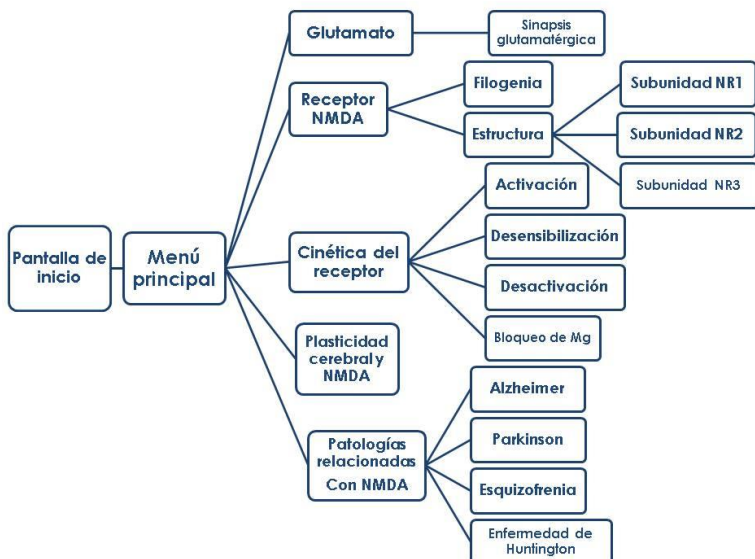 Pantalla de
inicio
Menú
principal
Glutamato
Sinapsis
glutamatérgica
Receptor
NMDA
Filogenia
Estructura
Subunidad NR1
Subunidad NR2
Subunidad NR3
Cinética del
receptor
Activación
Desensibilización
Desactivación
Bloqueo de Mg
Plasticidad
cerebral y
NMDA
Patologías
relacionadas
Con NMDA
Alzheimer
Parkinson
Esquizofrenia
Enfermedad de
Huntington